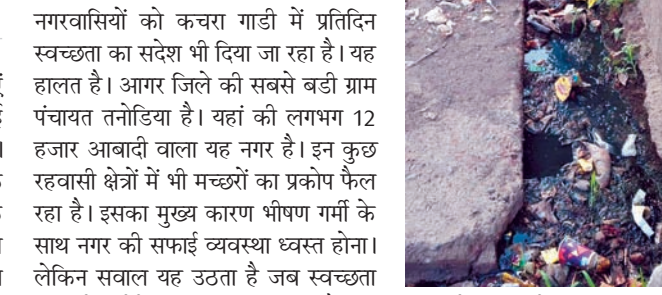 नगरवासियों को कचरा गाडी में प्रतिदिन
स्वच्छता का सदेश भी दिया जा रहा है। यह
हालत है। आगर जिले की सबसे बडी ग्राम
पंचायत तनोडिया है। यहां की लगभग 12
हजार आबादी वाला यह नगर है। इन कुछ
रहवासी क्षेत्रों में भी मच्छरों का प्रकोप फैल
रहा है। इसका मुख्य कारण भीषण गर्मी के
साथ नगर की सफाई व्यवस्था ध्वस्त होना।
लेकिन सवाल यह उठता है जब स्वच्छता